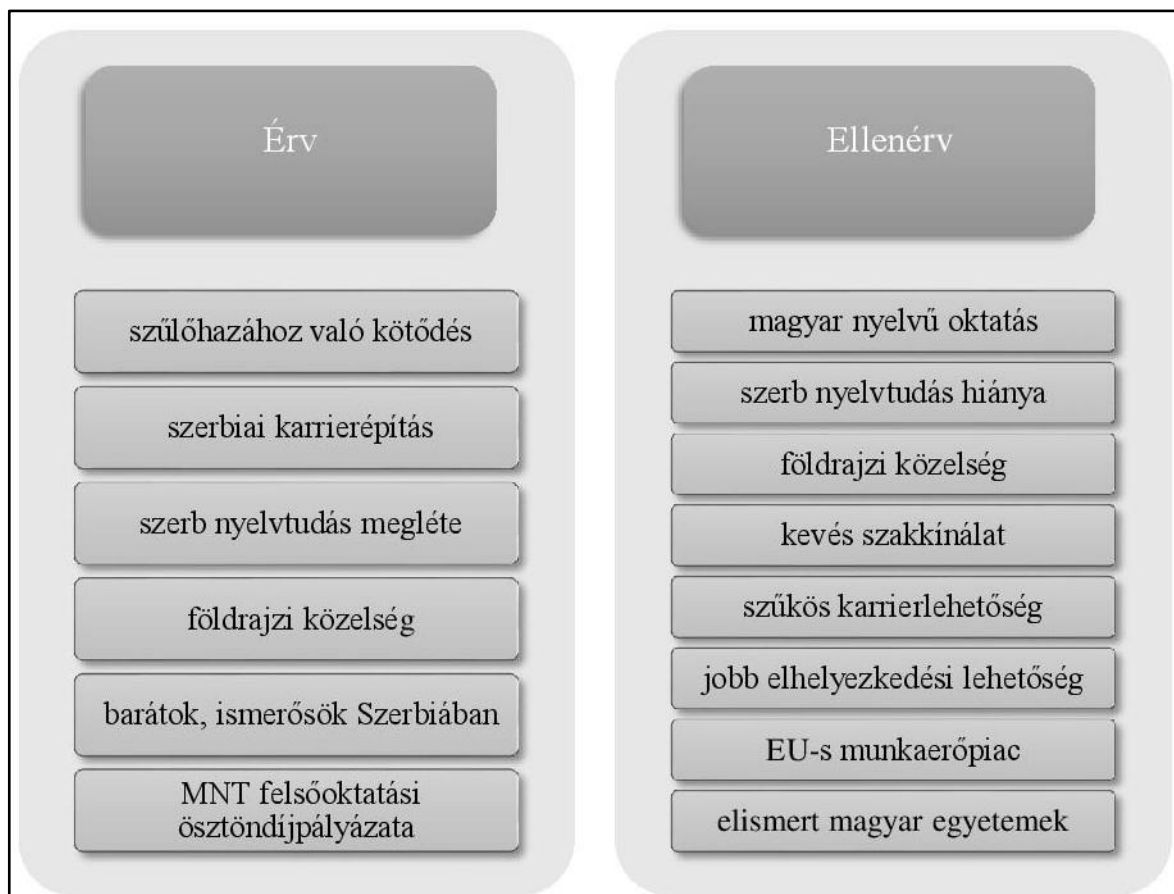 Érv
szűlőhazához való kötődés
szerbiai karrierépítás
szerb nyelvtudás megléte
földrajzi közelség
barátok, ismerősök Szerbiában
MNT felsőoktatási
ösztöndíjpályázata
Ellenérv
magyar nyelvű oktatás
szerb nyelvtudás hiánya
földrajzi közelség
kevés szakkínálat
szűkös karrierlehetőség
jobb elhelyezkedési lehetőség
EU-s munkaerőpiac
elismert magyar egyetemek